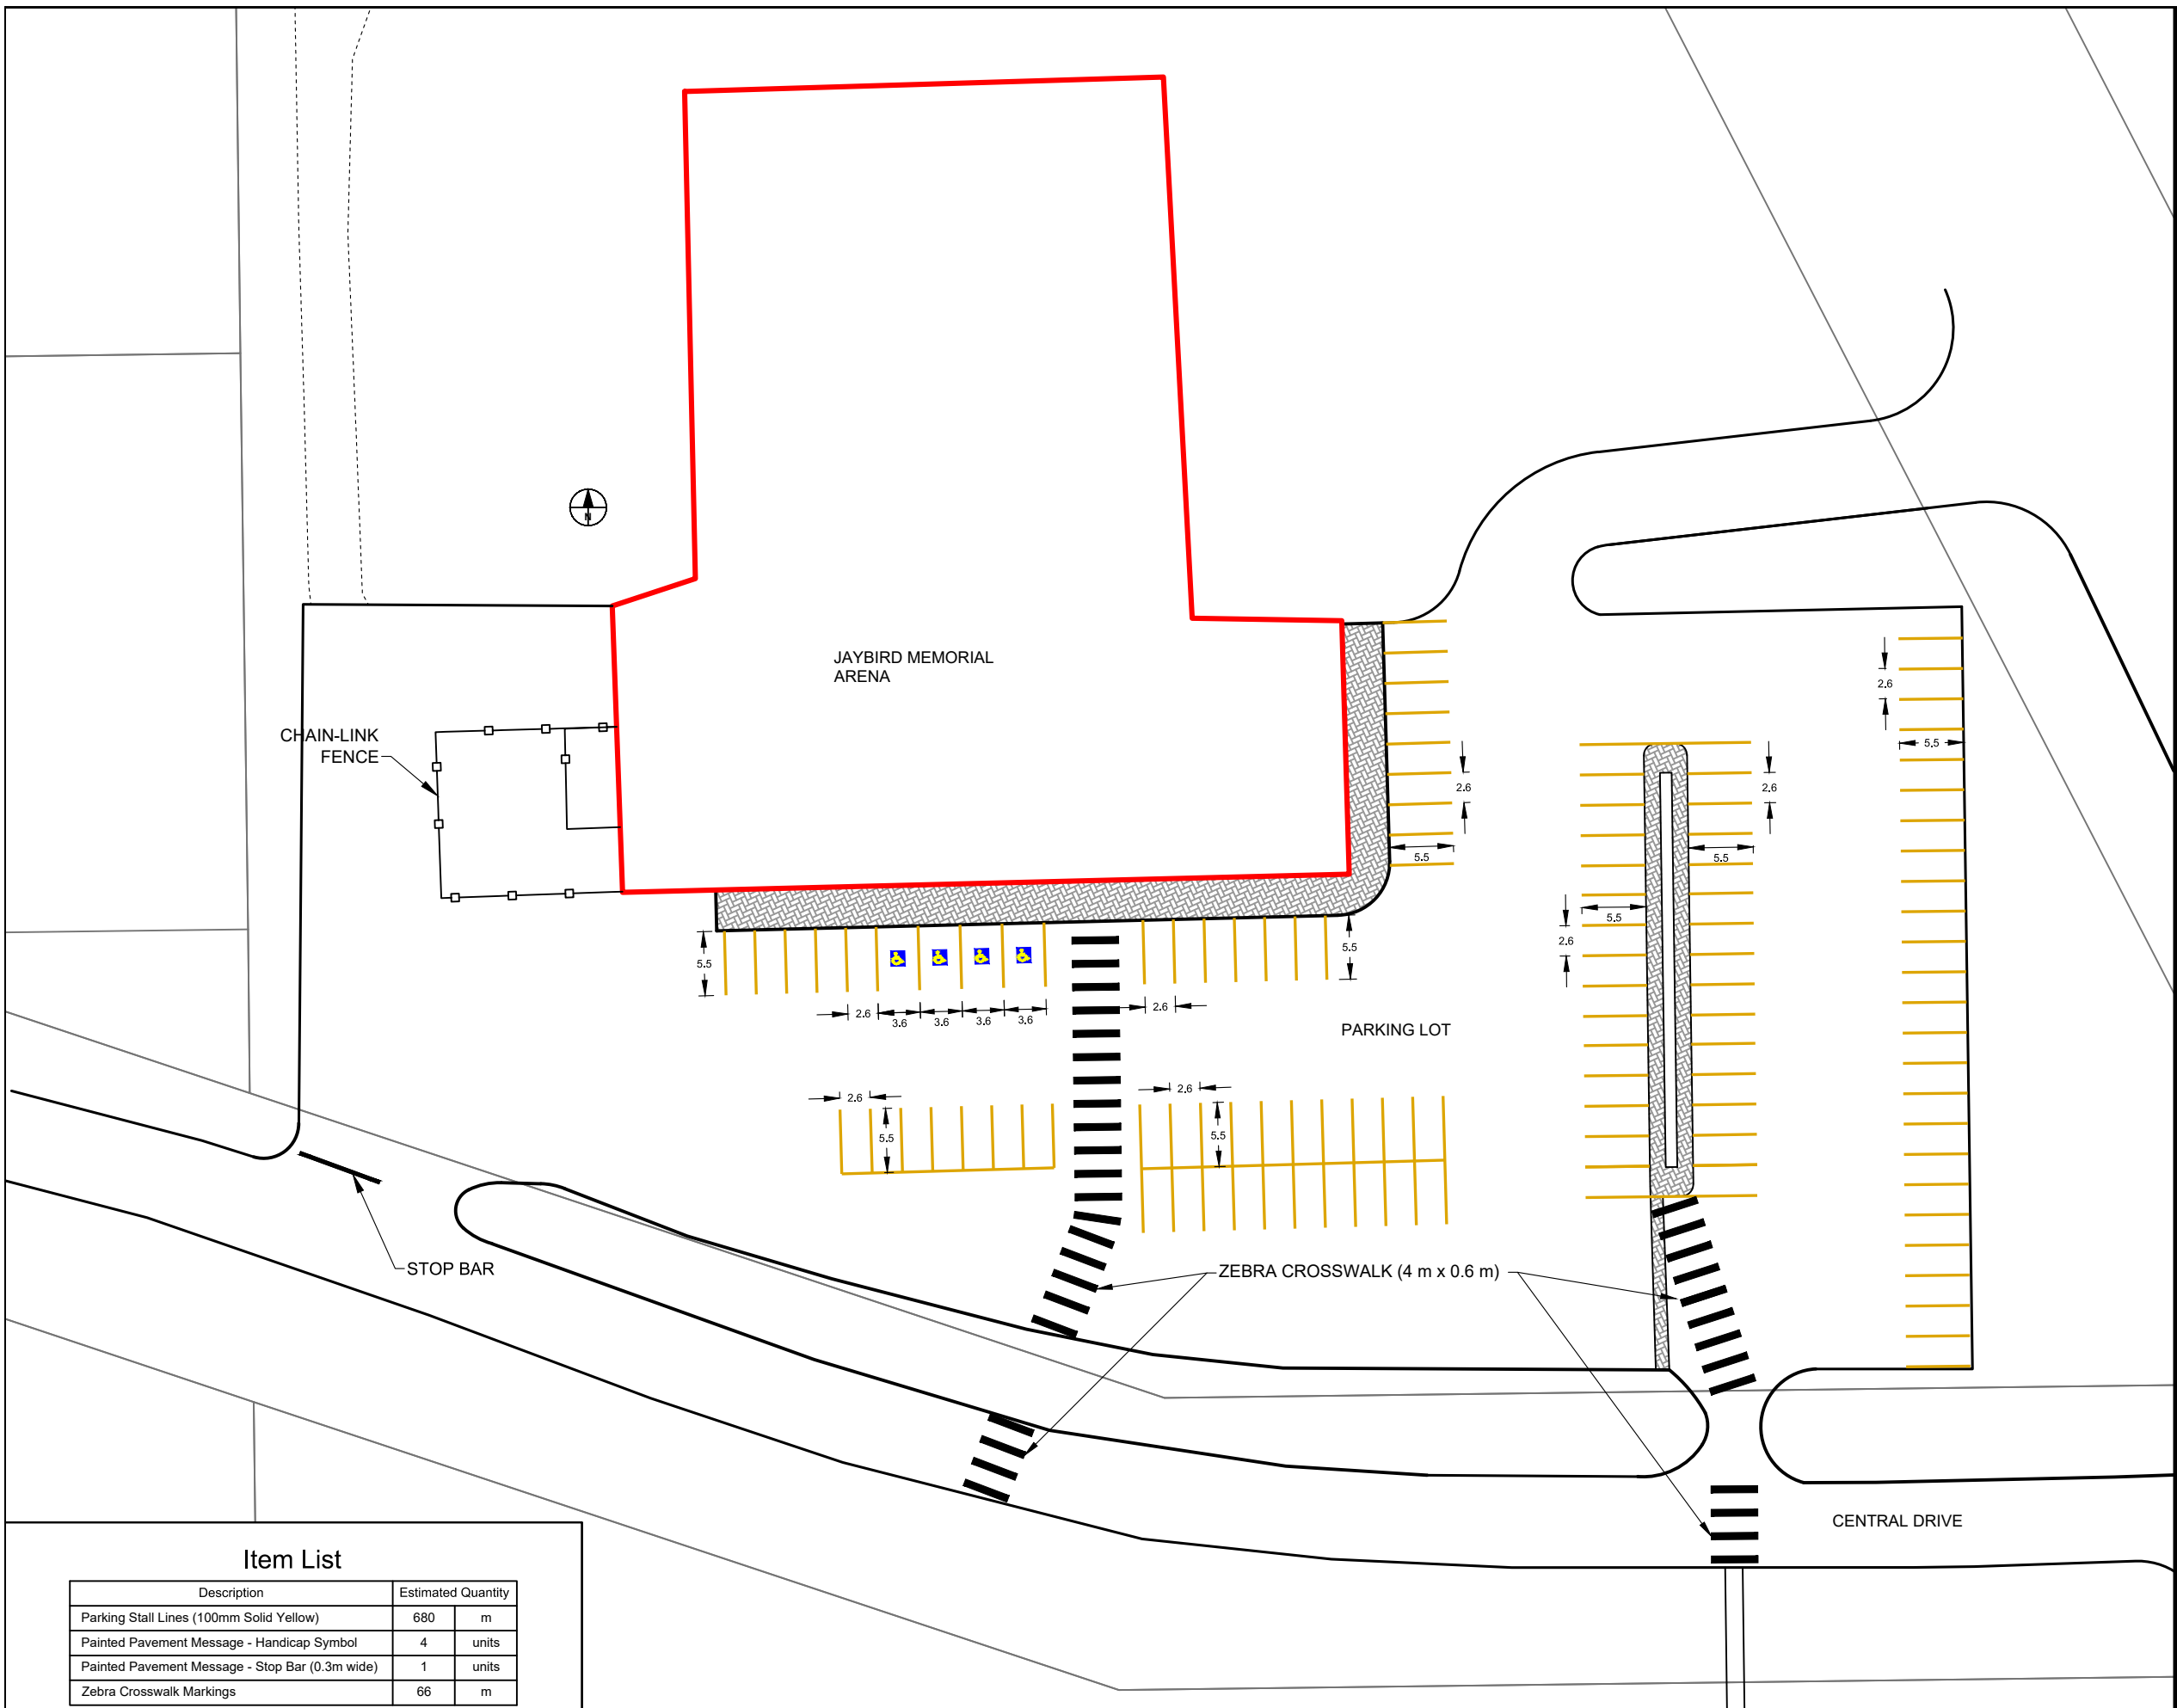 N
JAYBIRD MEMORIAL
ARENA
CHAIN-LINK
FENCE
2.6
5.5
2.6
5.5
2.6
5.5
5.5
2.6
5.5
5.5
2.6
3.6
3.6
3.6
3.6
2.6
PARKING LOT
2.6
5.5
2.6
5.5
STOP BAR
ZEBRA CROSSWALK (4 m x 0.6 m)
CENTRAL DRIVE
Item List
Description Estimated Quantity
Parking Stall Lines (100mm Solid Yellow) 680 m
Painted Pavement Message - Handicap Symbol 4 units
Painted Pavement Message - Stop Bar (0.3m wide) 1 units
Zebra Crosswalk Markings 66 m